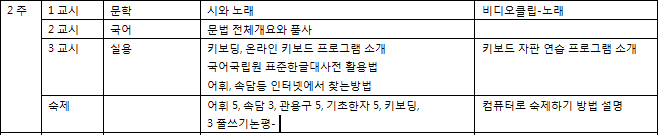 2 주 1 교시 문학 시와 노래 비디오클립-노래
2 교시 국어 문법 전체개요와 품사
3 교시 실용 키보딩, 온라인 키보드 프로그램 소개 키보드 자판 연습 프로그램 소개
국어국립원 표준한글대사전 활용법
어휘, 속담등 인터넷에서 찾는방법
숙제 어휘 5, 속담 3, 관용구 5, 기초한자 5, 키보딩, 컴퓨터로 숙제하기 방법 설명
3 줄쓰기논평-